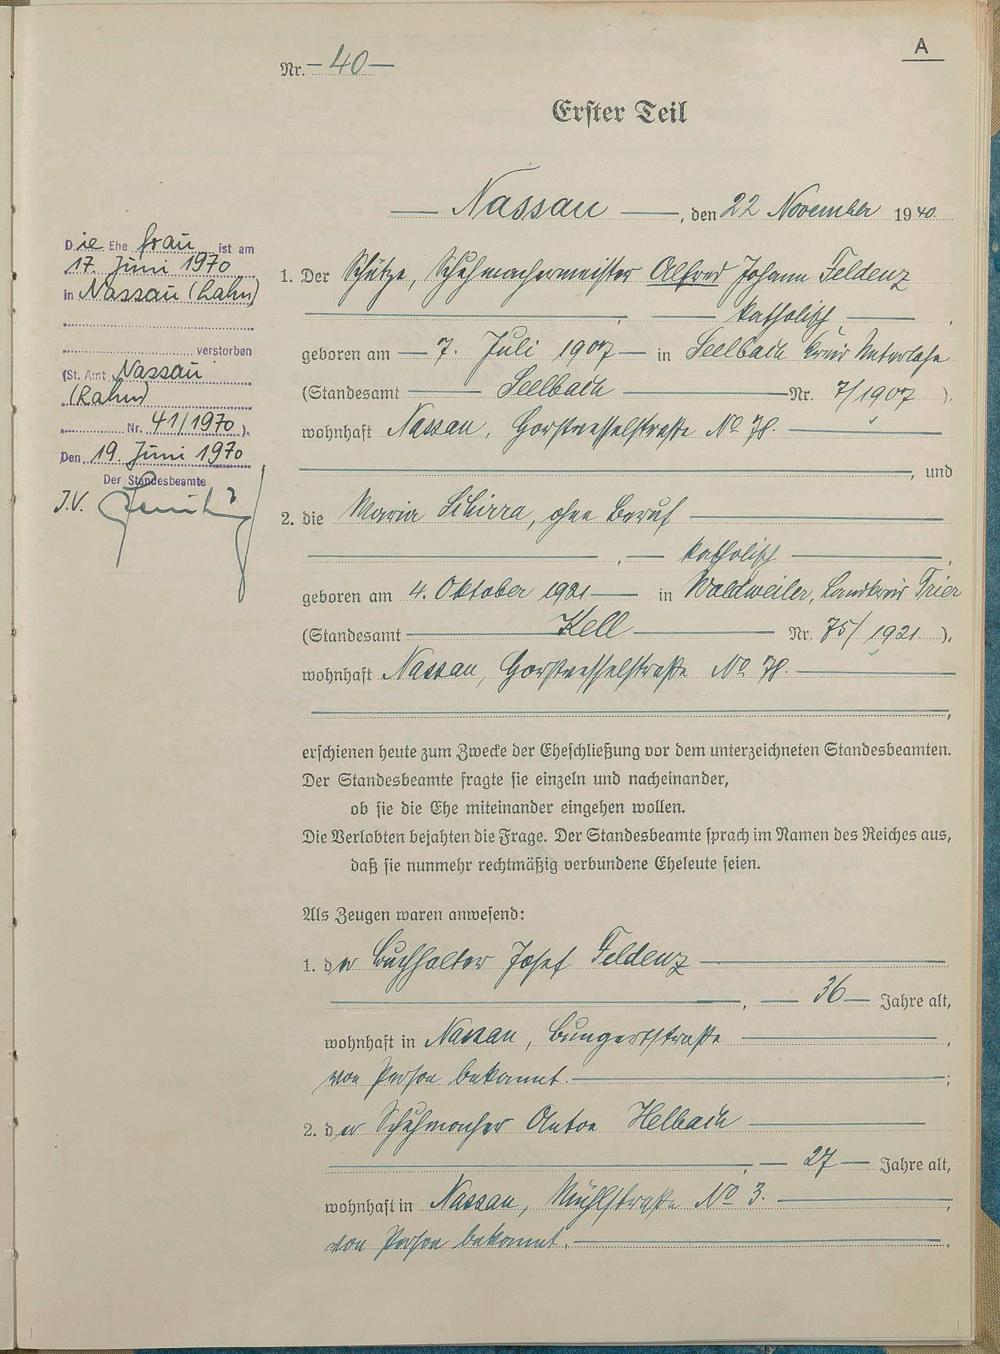 A
Nr. 40
Erster Teil
Nassau, den 22 November 1940
1. Der Schütze, Schuhmachermeister Alfred Johann Feldenz
, katholisch,
geboren am 7. Juli 1907 in Seelbach Kreis Unterlahn
(Standesamt Seelbach Nr. 7/1907),
wohnhaft Nassau, No 78.
, und
2. die Maria Schirra, ohne Beruf
, katholisch,
geboren am 4. Oktober 1921 in Waldweiler, Landkreis Trier
(Standesamt Kell Nr. 75/1921),
wohnhaft Nassau, No 78.
,
erschienen heute zum Zwecke der Eheschließung vor dem unterzeichneten Standesbeamten.
Der Standesbeamte fragte sie einzeln und nacheinander,
ob sie die Ehe miteinander eingehen wollen.
Die Verlobten bejahten die Frage. Der Standesbeamte sprach im Namen des Reiches aus,
daß sie nunmehr rechtmäßig verbundene Eheleute seien.
Als Zeugen waren anwesend:
1. der Buchhalter Josef Feldenz
, 36 Jahre alt,
wohnhaft in Nassau, Bungertstraße,
von Person bekannt.;
2. der Schuhmacher Anton Helbach
, 27 Jahre alt,
wohnhaft in Nassau, Mühlstraße No 3.,
von Person bekannt.
Die Ehefrau ist am
17. Juni 1970
in Nassau (Lahn)
verstorben
(St. Amt Nassau
(Lahn)
Nr. 41/1970).
Den 19. Juni 1970
Der Standesbeamte
J.V.